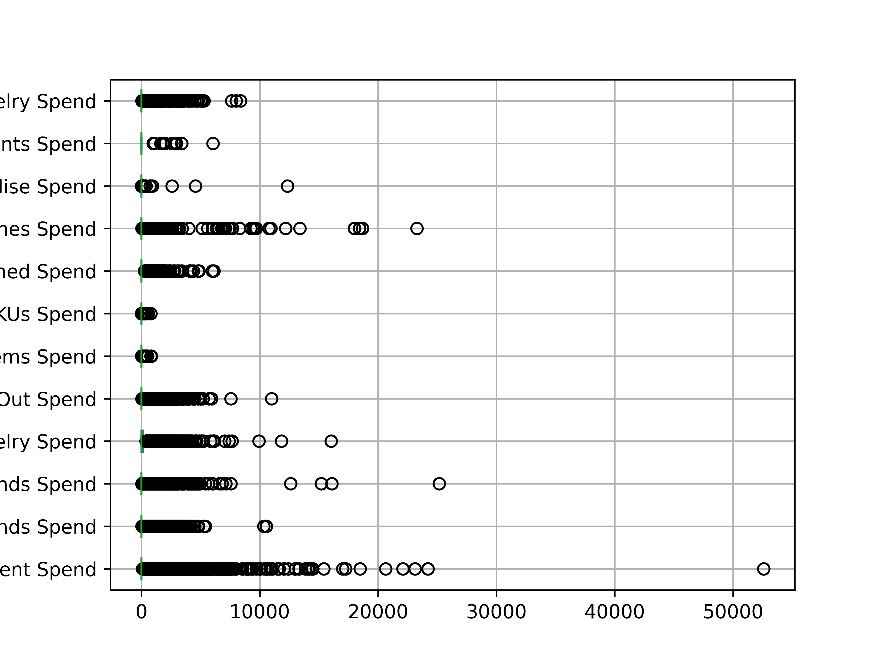 elry Spend
nts Spend
lise Spend
nes Spend
ned Spend
KUs Spend
ems Spend
Out Spend
elry Spend
nds Spend
nds Spend
ent Spend
0 10000 20000 30000 40000 50000